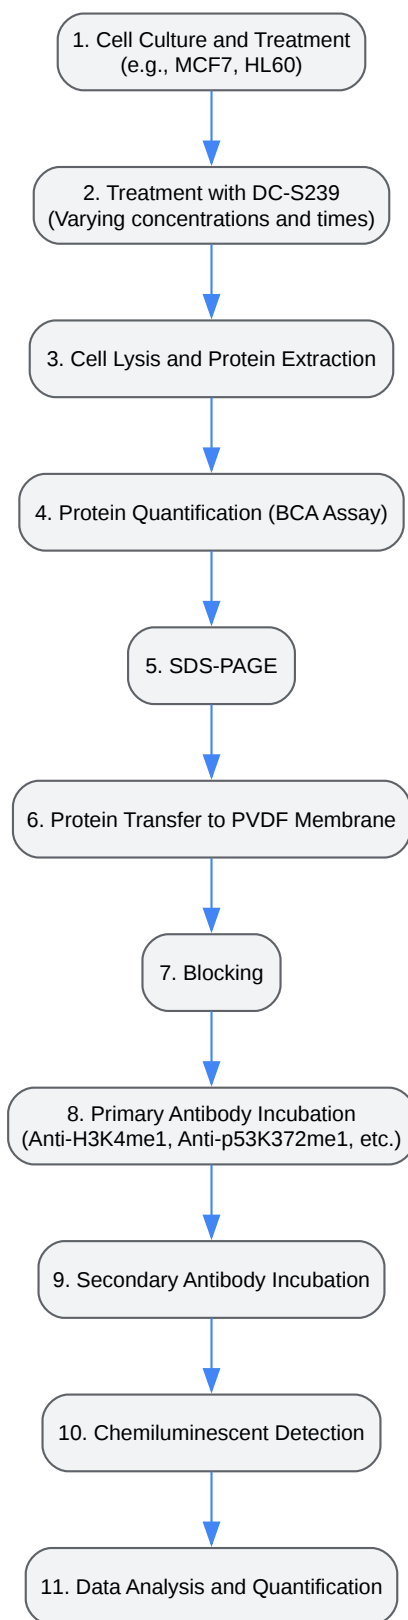 1. Cell Culture and Treatment
(e.g., MCF7, HL60)
2. Treatment with DC-S239
(Varying concentrations and times)
3. Cell Lysis and Protein Extraction
4. Protein Quantification (BCA Assay)
5. SDS-PAGE
6. Protein Transfer to PVDF Membrane
7. Blocking
8. Primary Antibody Incubation
(Anti-H3K4me1, Anti-p53K372me1, etc.)
9. Secondary Antibody Incubation
10. Chemiluminescent Detection
11. Data Analysis and Quantification